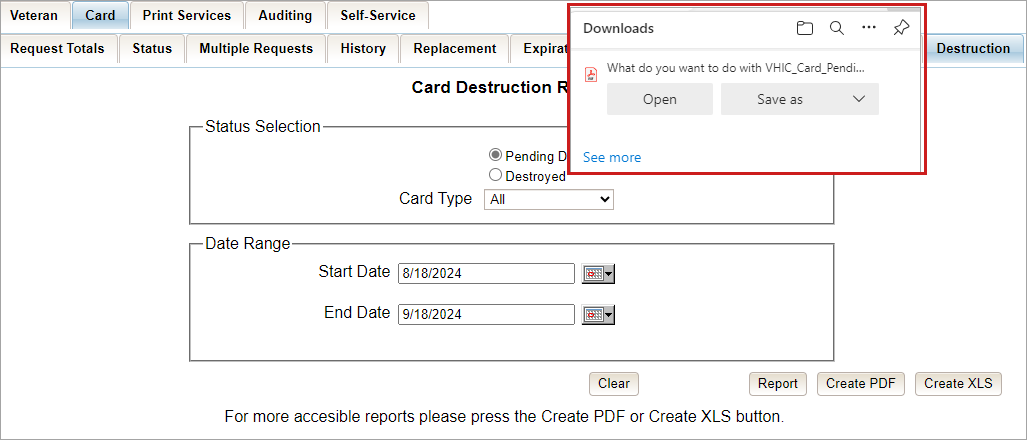 Veteran Card Print Services Auditing Self-Service
Request Totals Status Multiple Requests History Replacement Destruction
Downloads
What do you want to do with VHIC_Card_Pendi...
PDF
Open Save as
See more
Card Destruction
Status Selection
Pending
Destroyed
Card Type All
Date Range
Start Date 8/18/2024
End Date 9/18/2024
Clear Report Create PDF Create XLS
For more accesible reports please press the Create PDF or Create XLS button.